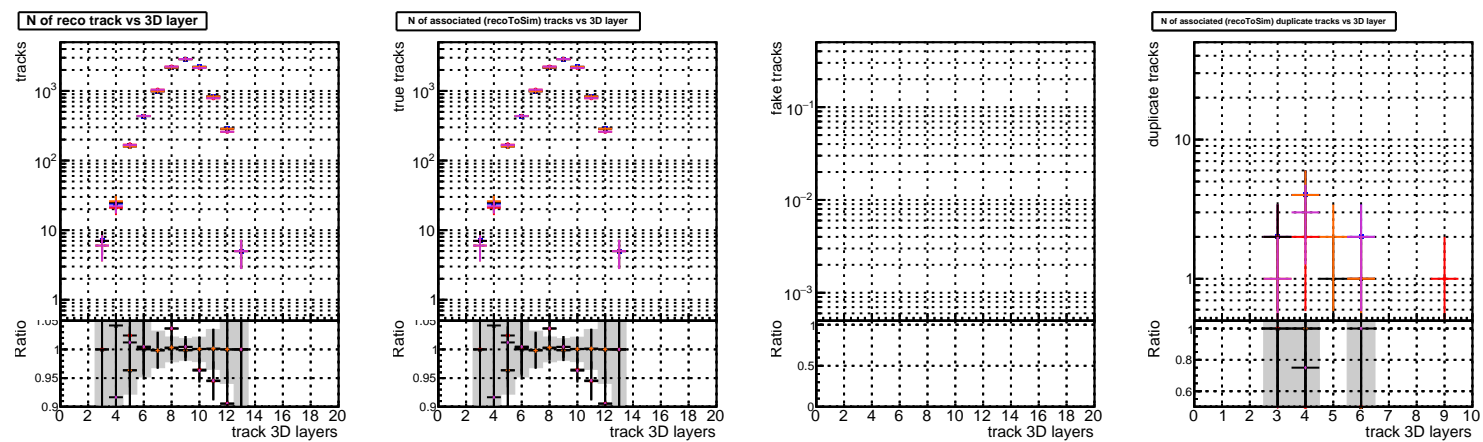 N of reco track vs 3D layer
tracks
10³
10²
10
1
1.05
1
0.95
0.9
Ratio
0 2 4 6 8 10 12 14 16 18 20
track 3D layers
N of associated (recoToSim) tracks vs 3D layer
true tracks
10³
10²
10
1
1.05
1
0.95
0.9
Ratio
0 2 4 6 8 10 12 14 16 18 20
track 3D layers
fake tracks
10⁻¹
10⁻²
10⁻³
1
0.5
0
Ratio
0 2 4 6 8 10 12 14 16 18 20
track 3D layers
N of associated (recoToSim) duplicate tracks vs 3D layer
duplicate tracks
10
1
1
0.8
0.6
Ratio
0 1 2 3 4 5 6 7 8 9 10
track 3D layers